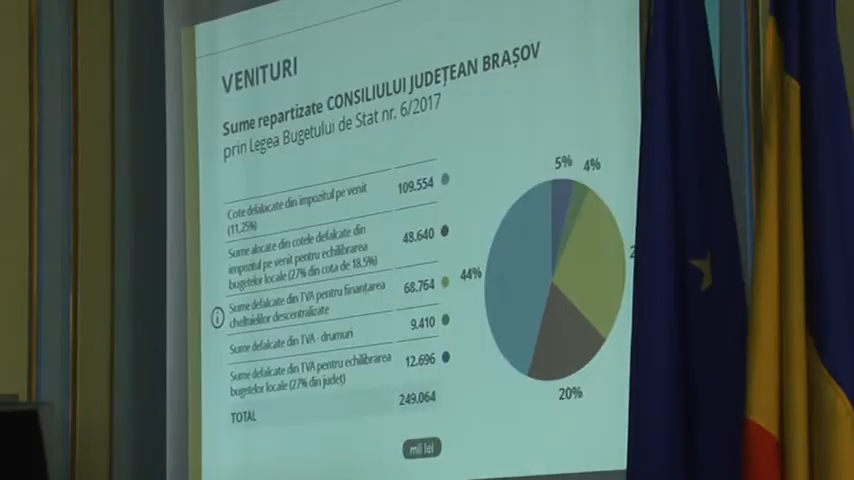 VENITURI
Sume repartizate CONSILIULUI JUDEȚEAN BRAȘOV
prin Legea Bugetului de Stat nr. 6/2017
Cote defalacate din impozitul pe venit
(11,25%)
109.554
Sume alocate din cotele defalcate din
impozitul pe venit pentru echilibrarea
bugetelor locale (27% din cota de 18.5%)
48.640
Sume defalcate din TVA pentru finanțarea
cheltuielilor descentralizate
68.764
Sume defalcate din TVA - drumuri
9.410
Sume defalcate din TVA pentru echilibrarea
bugetelor locale (27% din județ)
12.696
TOTAL
249.064
mii lei
5% 4%
44%
20%